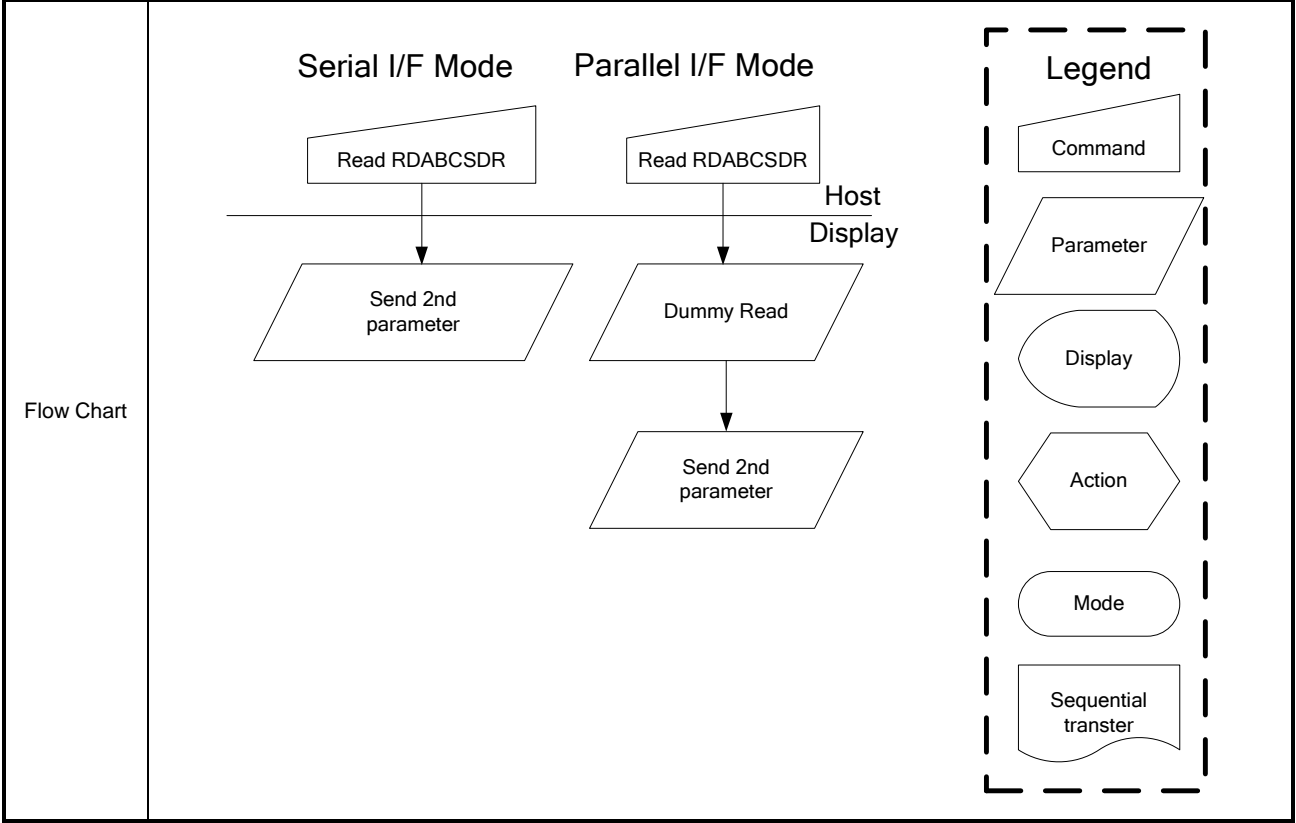 Flow Chart
Serial I/F Mode
Read RDABCSDR
Send 2nd
parameter
Parallel I/F Mode
Read RDABCSDR
Host
Display
Dummy Read
Send 2nd
parameter
Legend
Command
Parameter
Display
Action
Mode
Sequential
transter